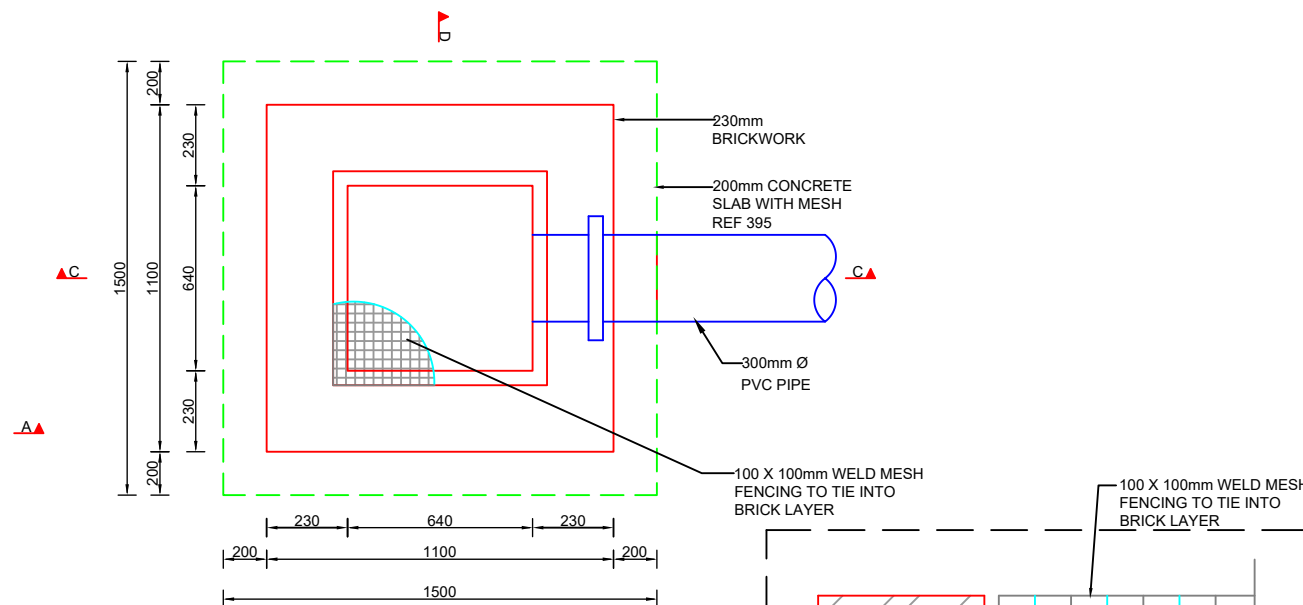 D
200
230
1500
1100
640
230
200
C
A
230mm
BRICKWORK
200mm CONCRETE
SLAB WITH MESH
REF 395
C
300mm Ø
PVC PIPE
100 X 100mm WELD MESH
FENCING TO TIE INTO
BRICK LAYER
100 X 100mm WELD MESH
FENCING TO TIE INTO
BRICK LAYER
230
640
230
200
1100
200
1500